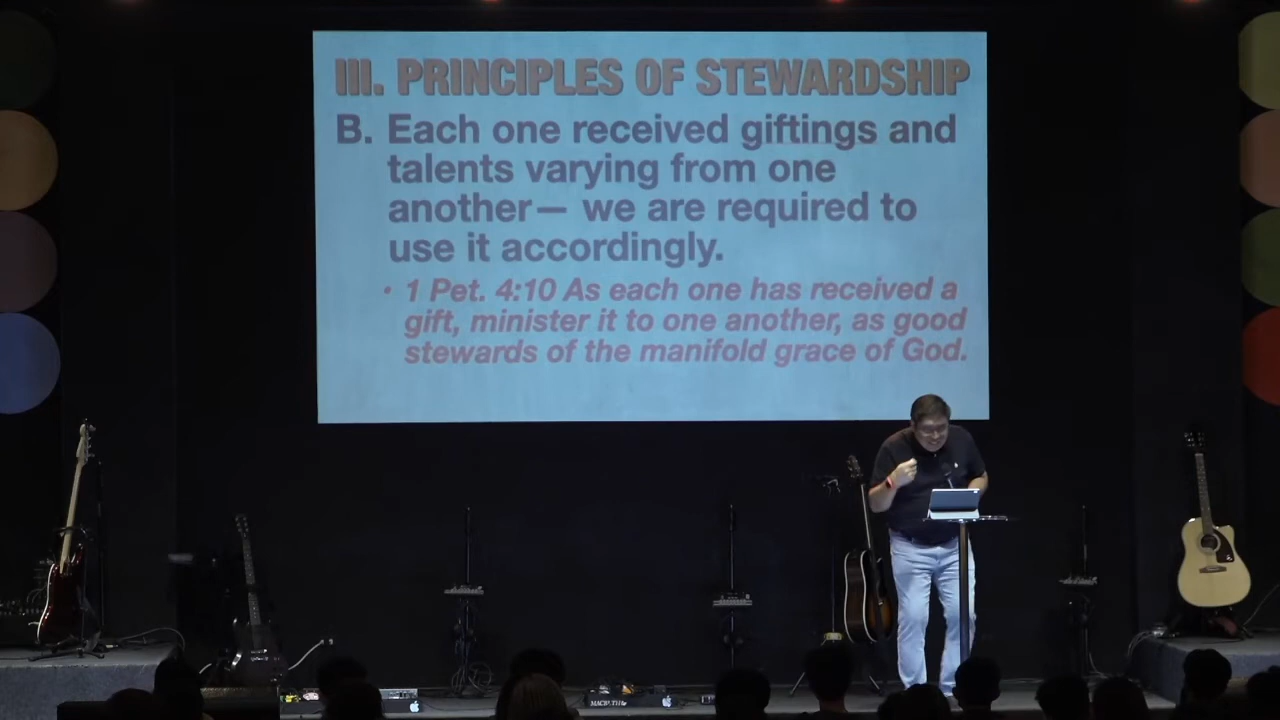 III. PRINCIPLES OF STEWARDSHIP
B. Each one received giftings and
talents varying from one
another— we are required to
use it accordingly.
• 1 Pet. 4:10 As each one has received a
gift, minister it to one another, as good
stewards of the manifold grace of God.